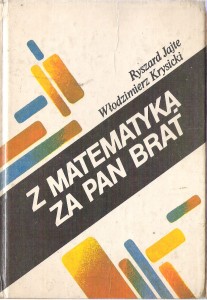 Ryszard Jajte
Włodzimierz Krysicki
Z MATEMATYKĄ
ZA PAN BRAT